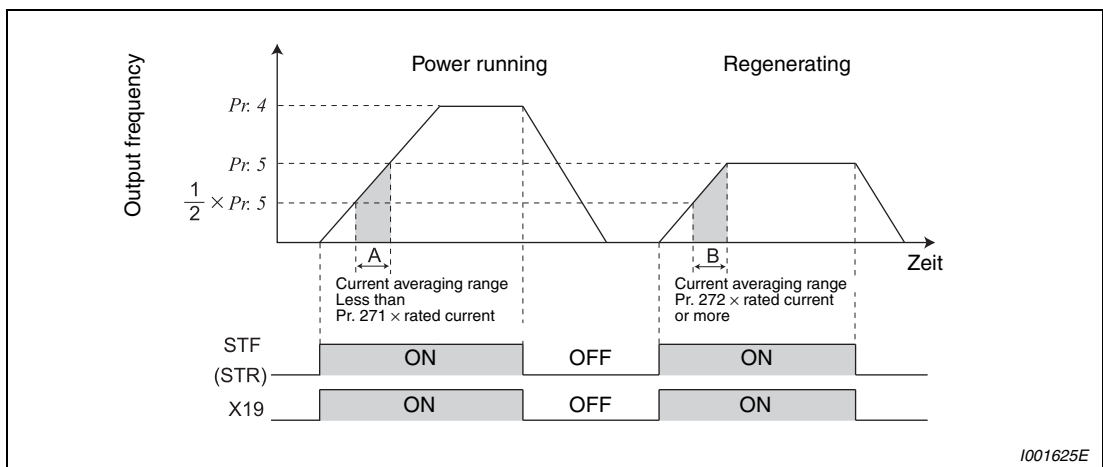 Output frequency
Power running
Regenerating
Pr. 4
Pr. 5
1/2 × Pr. 5
A
B
Zeit
Current averaging range
Less than
Pr. 271 × rated current
Current averaging range
Pr. 272 × rated current
or more
STF
(STR)
ON
OFF
ON
X19
ON
OFF
ON
I001625E